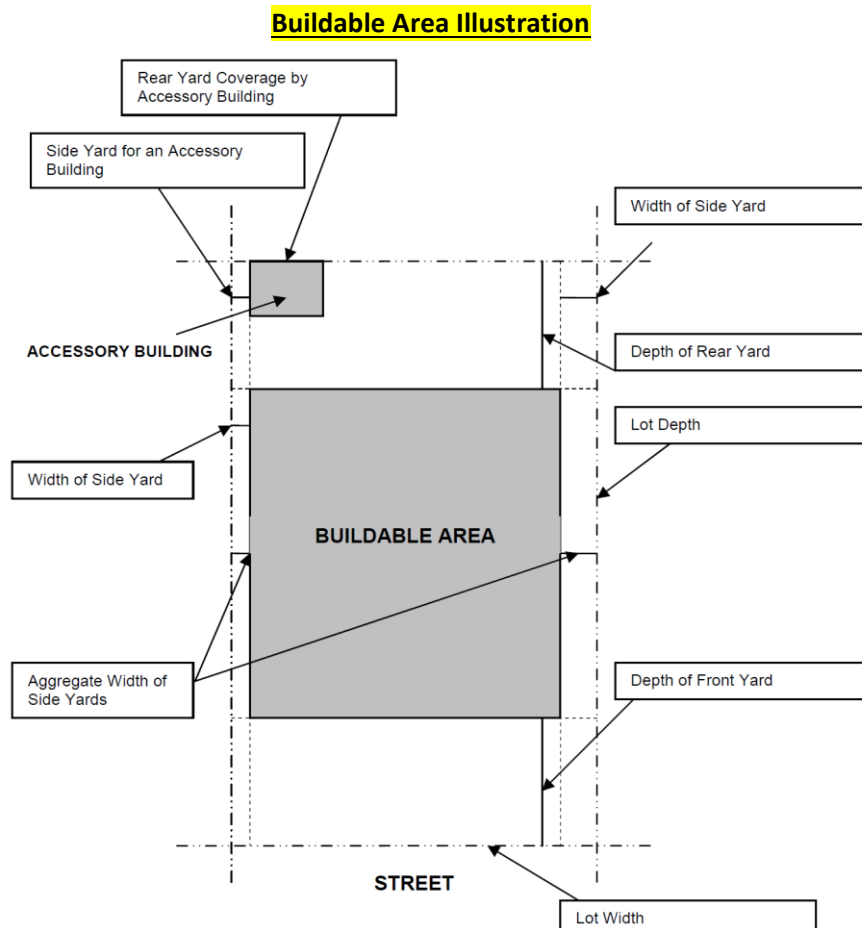 Buildable Area Illustration
Rear Yard Coverage by
Accessory Building
Side Yard for an Accessory
Building
Width of Side Yard
ACCESSORY BUILDING
Depth of Rear Yard
Lot Depth
Width of Side Yard
BUILDABLE AREA
Aggregate Width of
Side Yards
Depth of Front Yard
STREET
Lot Width